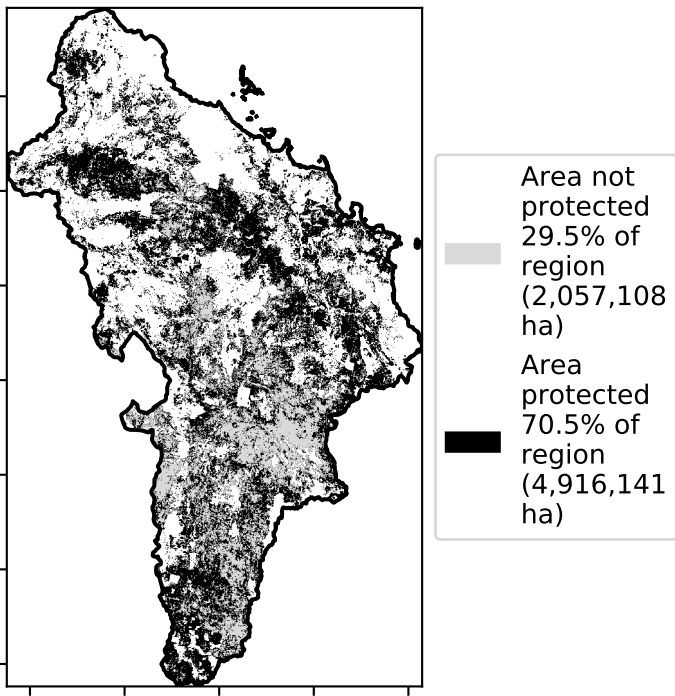 Area not
protected
29.5% of
region
(2,057,108
ha)
Area
protected
70.5% of
region
(4,916,141
ha)